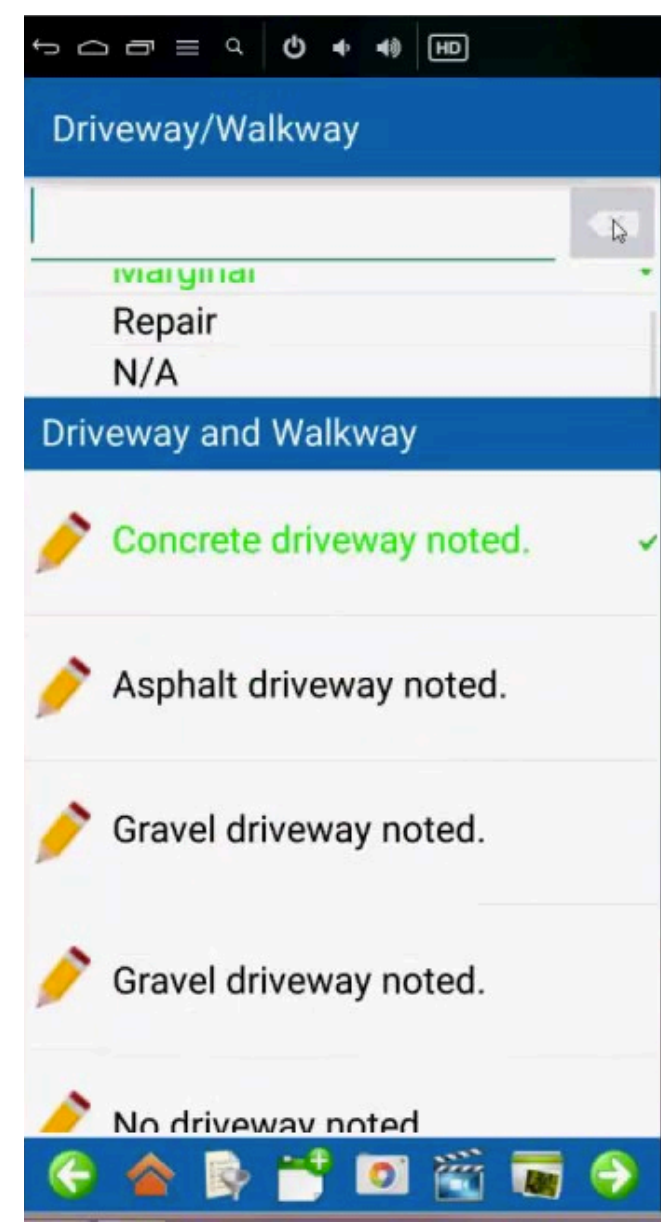 HD
Driveway/Walkway
Marginal
Repair
N/A
Driveway and Walkway
Concrete driveway noted.
Asphalt driveway noted.
Gravel driveway noted.
Gravel driveway noted.
No driveway noted